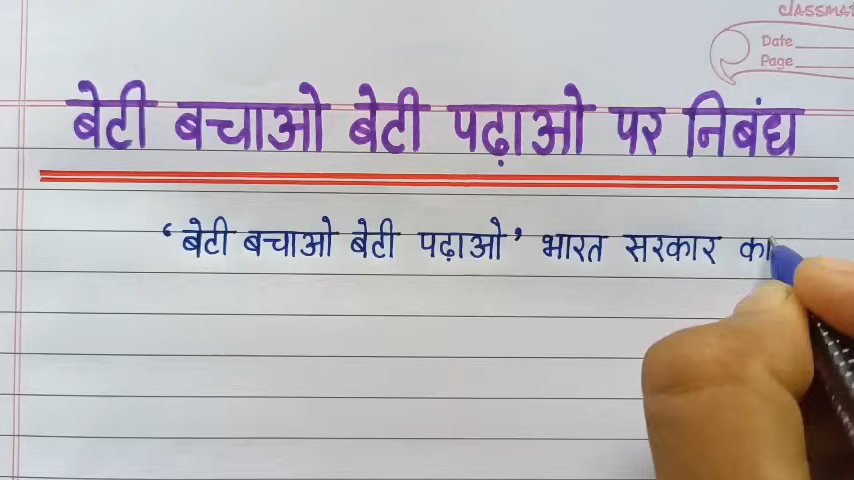 classmat
Date
Page
बेटी बचाओ बेटी पढ़ाओ पर निबंध
‘बेटी बचाओ बेटी पढ़ाओ’ भारत सरकार का